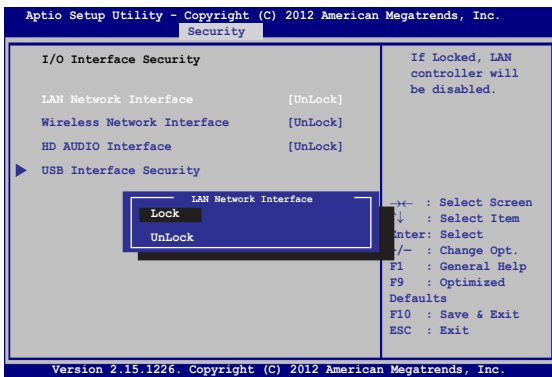 Aptio Setup Utility - Copyright (C) 2012 American Megatrends, Inc.
Security
I/O Interface Security
LAN Network Interface [UnLock]
Wireless Network Interface [UnLock]
HD AUDIO Interface [UnLock]
USB Interface Security
If Locked, LAN
controller will
be disabled.
LAN Network Interface
Lock
UnLock
→← : Select Screen
↑↓ : Select Item
Enter: Select
+/— : Change Opt.
F1 : General Help
F9 : Optimized
Defaults
F10 : Save & Exit
ESC : Exit
Version 2.15.1226. Copyright (C) 2012 American Megatrends, Inc.